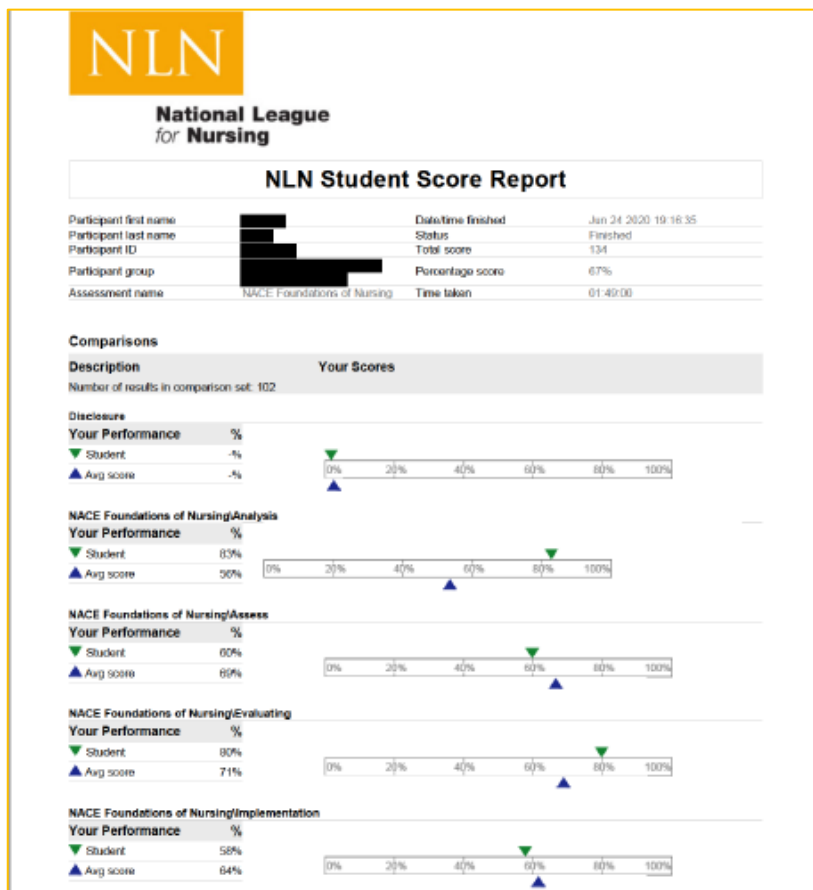 NLN
National League
for Nursing
NLN Student Score Report
Participant first name Date/time finished Jun 24 2020 19:16:35
Participant last name Status Finished
Participant ID Total score 134
Participant group Percentage score 67%
Assessment name NACE Foundations of Nursing Time taken 01:49:00
Comparisons
Description Your Scores
Number of results in comparison set: 102
Disclosure
Your Performance %
Student -%
Avg score -%
0% 20% 40% 60% 80% 100%
NACE Foundations of Nursing\Analysis
Your Performance %
Student 83%
Avg score 56%
0% 20% 40% 60% 80% 100%
NACE Foundations of Nursing\Assess
Your Performance %
Student 60%
Avg score 69%
0% 20% 40% 60% 80% 100%
NACE Foundations of Nursing\Evaluating
Your Performance %
Student 80%
Avg score 71%
0% 20% 40% 60% 80% 100%
NACE Foundations of Nursing\Implementation
Your Performance %
Student 58%
Avg score 64%
0% 20% 40% 60% 80% 100%